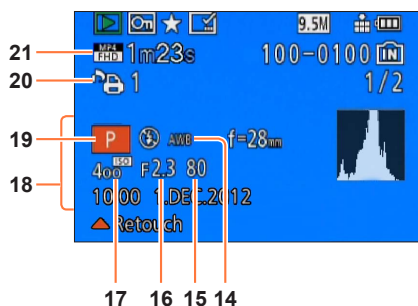 9.5M
21 MP4 FHD 1m23s 100-0100 IN
20 1 1/2
19 P AWB f=28mm
18 400 ISO F2.3 80
10:00 1.DEC.2012
Retouch
17 16 15 14